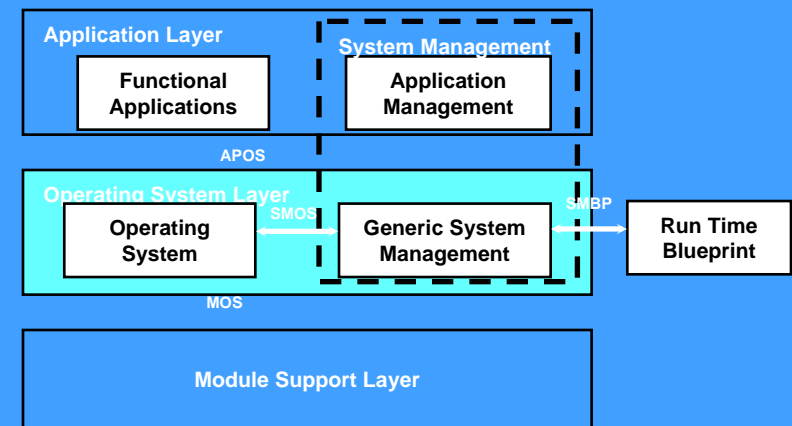 Application Layer
System Management
Functional
Applications
Application
Management
APOS
Operating System Layer
SMOS
SMBP
Operating
System
Generic System
Management
Run Time
Blueprint
MOS
Module Support Layer